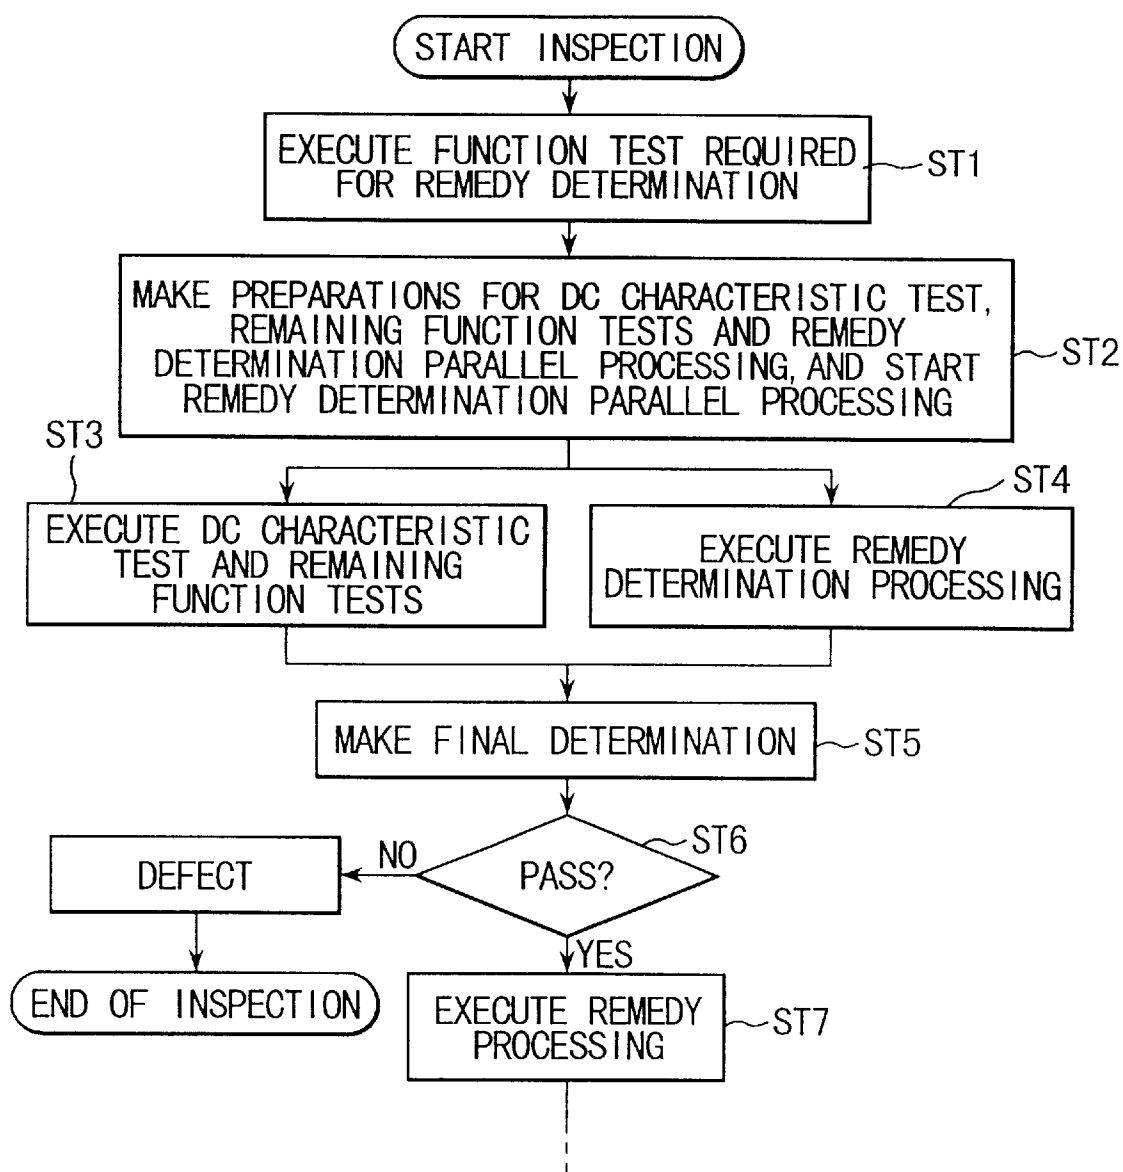 START INSPECTION
EXECUTE FUNCTION TEST REQUIRED
FOR REMEDY DETERMINATION
ST1
MAKE PREPARATIONS FOR DC CHARACTERISTIC TEST,
REMAINING FUNCTION TESTS AND REMEDY
DETERMINATION PARALLEL PROCESSING, AND START
REMEDY DETERMINATION PARALLEL PROCESSING
ST2
ST3
EXECUTE DC CHARACTERISTIC
TEST AND REMAINING
FUNCTION TESTS
ST4
EXECUTE REMEDY
DETERMINATION PROCESSING
MAKE FINAL DETERMINATION
ST5
ST6
PASS?
NO
DEFECT
END OF INSPECTION
YES
EXECUTE REMEDY
PROCESSING
ST7